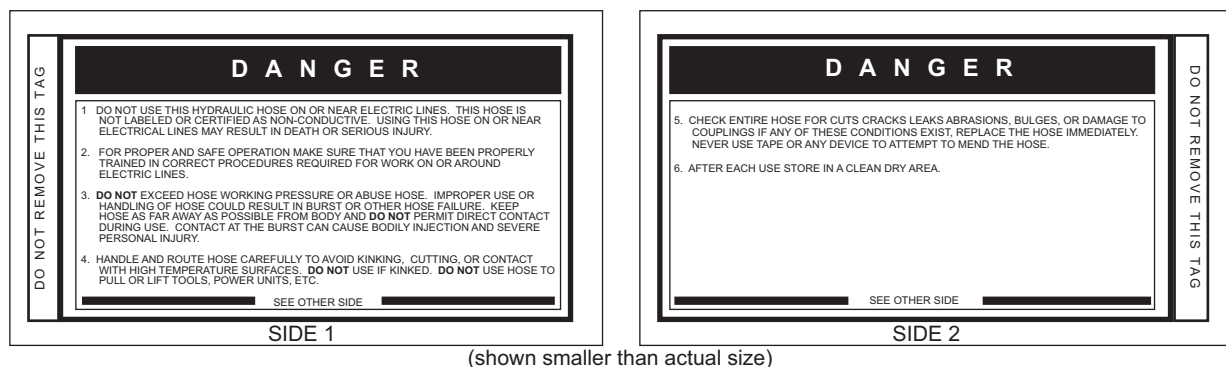 DO NOT REMOVE THIS TAG
D A N G E R
1 DO NOT USE THIS HYDRAULIC HOSE ON OR NEAR ELECTRIC LINES. THIS HOSE IS
NOT LABELED OR CERTIFIED AS NON-CONDUCTIVE. USING THIS HOSE ON OR NEAR
ELECTRICAL LINES MAY RESULT IN DEATH OR SERIOUS INJURY.
2. FOR PROPER AND SAFE OPERATION MAKE SURE THAT YOU HAVE BEEN PROPERLY
TRAINED IN CORRECT PROCEDURES REQUIRED FOR WORK ON OR AROUND
ELECTRIC LINES.
3. DO NOT EXCEED HOSE WORKING PRESSURE OR ABUSE HOSE. IMPROPER USE OR
HANDLING OF HOSE COULD RESULT IN BURST OR OTHER HOSE FAILURE. KEEP
HOSE AS FAR AWAY AS POSSIBLE FROM BODY AND DO NOT PERMIT DIRECT CONTACT
DURING USE. CONTACT AT THE BURST CAN CAUSE BODILY INJECTION AND SEVERE
PERSONAL INJURY.
4. HANDLE AND ROUTE HOSE CAREFULLY TO AVOID KINKING, CUTTING, OR CONTACT
WITH HIGH TEMPERATURE SURFACES. DO NOT USE IF KINKED. DO NOT USE HOSE TO
PULL OR LIFT TOOLS, POWER UNITS, ETC.
SEE OTHER SIDE
SIDE 1
D A N G E R
5. CHECK ENTIRE HOSE FOR CUTS CRACKS LEAKS ABRASIONS, BULGES, OR DAMAGE TO
COUPLINGS IF ANY OF THESE CONDITIONS EXIST, REPLACE THE HOSE IMMEDIATELY.
NEVER USE TAPE OR ANY DEVICE TO ATTEMPT TO MEND THE HOSE.
6. AFTER EACH USE STORE IN A CLEAN DRY AREA.
SEE OTHER SIDE
DO NOT REMOVE THIS TAG
SIDE 2
(shown smaller than actual size)